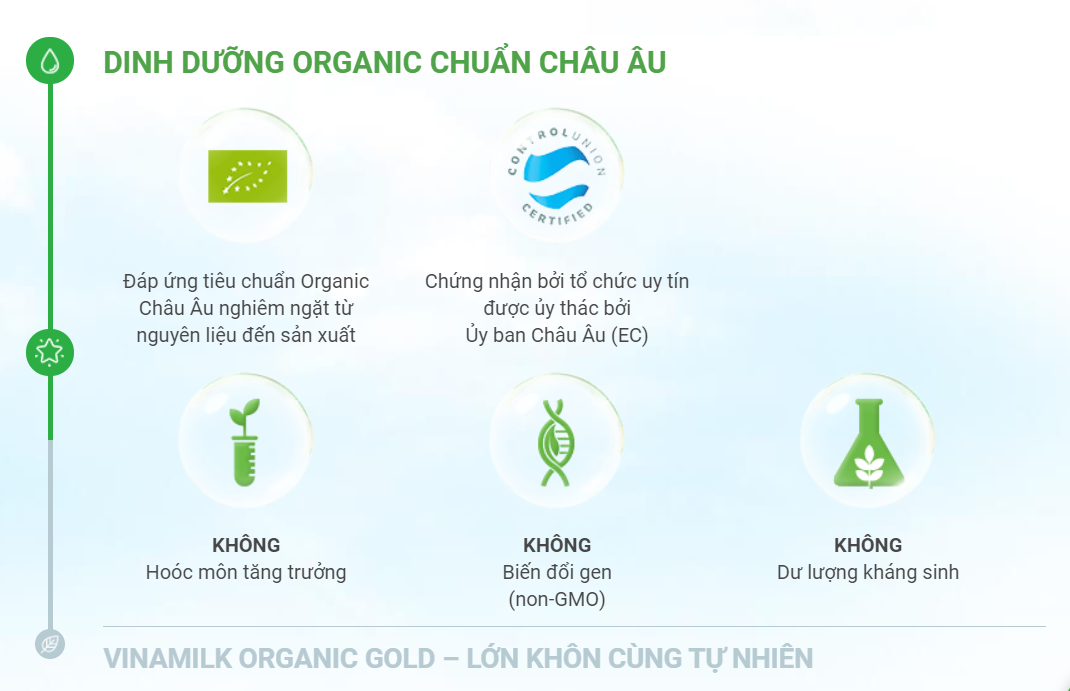 DINH DƯỠNG ORGANIC CHUẨN CHÂU ÂU
CONTROLUNION
CERTIFIED
Đáp ứng tiêu chuẩn Organic
Châu Âu nghiêm ngặt từ
nguyên liệu đến sản xuất
Chứng nhận bởi tổ chức uy tín
được ủy thác bởi
Ủy ban Châu Âu (EC)
KHÔNG
Hoóc môn tăng trưởng
KHÔNG
Biến đổi gen
(non-GMO)
KHÔNG
Dư lượng kháng sinh
VINAMILK ORGANIC GOLD – LỚN KHÔN CÙNG TỰ NHIÊN